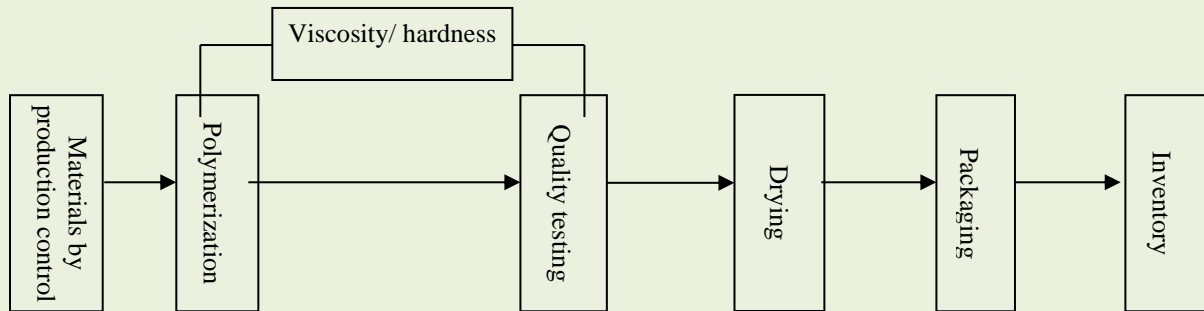 Viscosity/ hardness
Materials by
production control
Polymerization
Quality testing
Drying
Packaging
Inventory